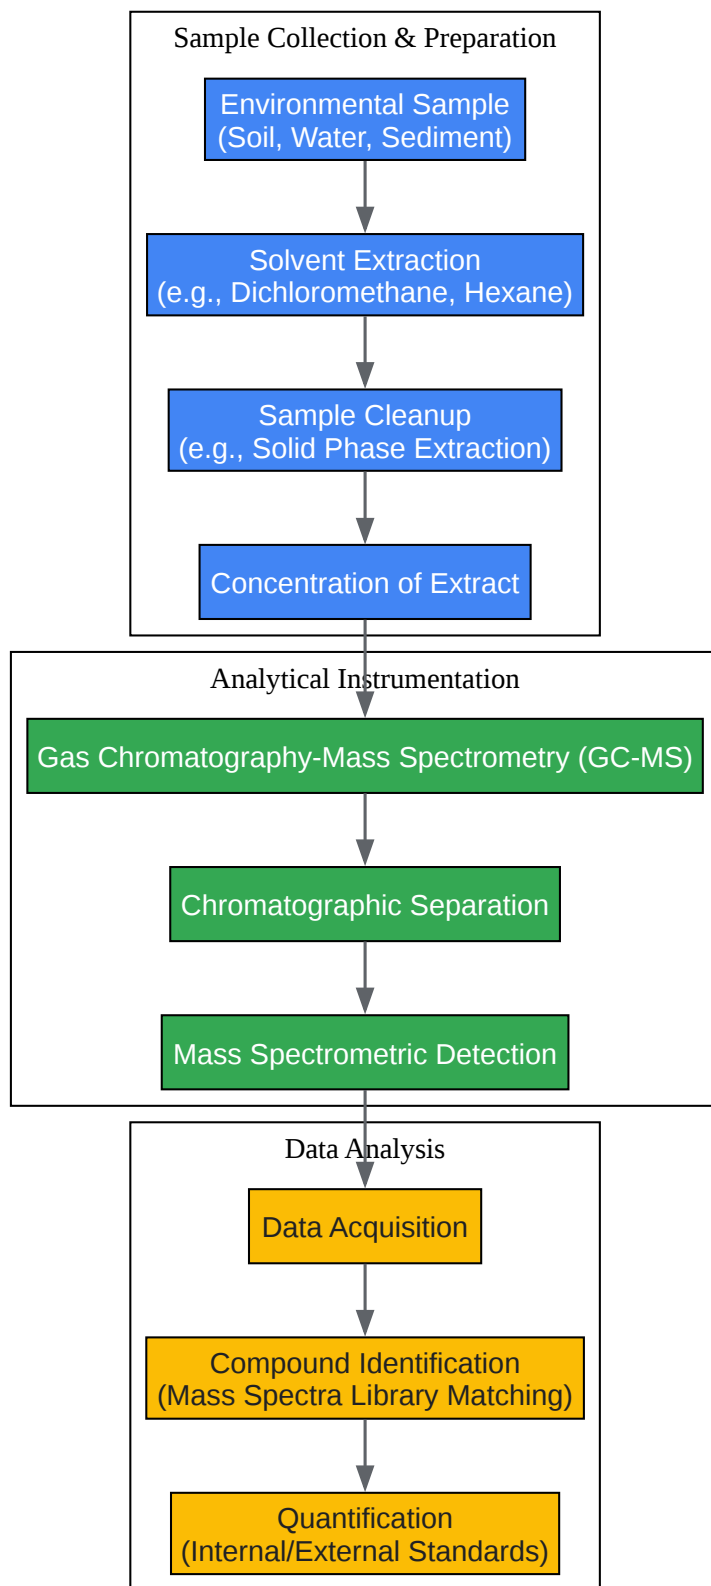 Sample Collection & Preparation
Environmental Sample
(Soil, Water, Sediment)
Solvent Extraction
(e.g., Dichloromethane, Hexane)
Sample Cleanup
(e.g., Solid Phase Extraction)
Concentration of Extract
Analytical Instrumentation
Gas Chromatography-Mass Spectrometry (GC-MS)
Chromatographic Separation
Mass Spectrometric Detection
Data Analysis
Data Acquisition
Compound Identification
(Mass Spectra Library Matching)
Quantification
(Internal/External Standards)